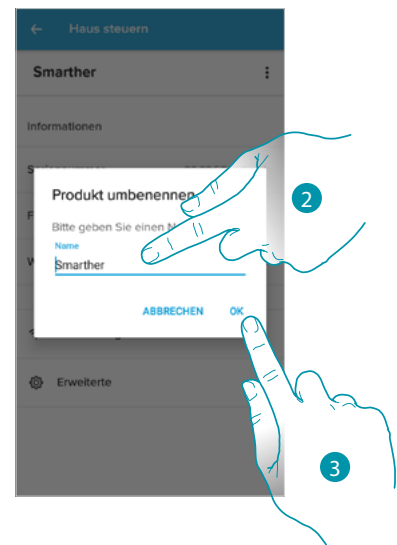 Haus steuern
Smarther
Informationen
Produkt umbenennen
Bitte geben Sie einen
Name
Smarther
ABBRECHEN OK
Erweiterte
2
3